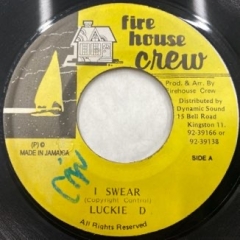 fire
house
crew
Prod. & Arr. By
Firehouse Crew
Distributed by
Dynamic Sound
15 Bell Road
Kingston 11.
92-39166 or
92-39138
SIDE A
(P)©
MADE IN JAMAICA
I SWEAR
(Copyright Control)
LUCKIE D
All Rights Reserved